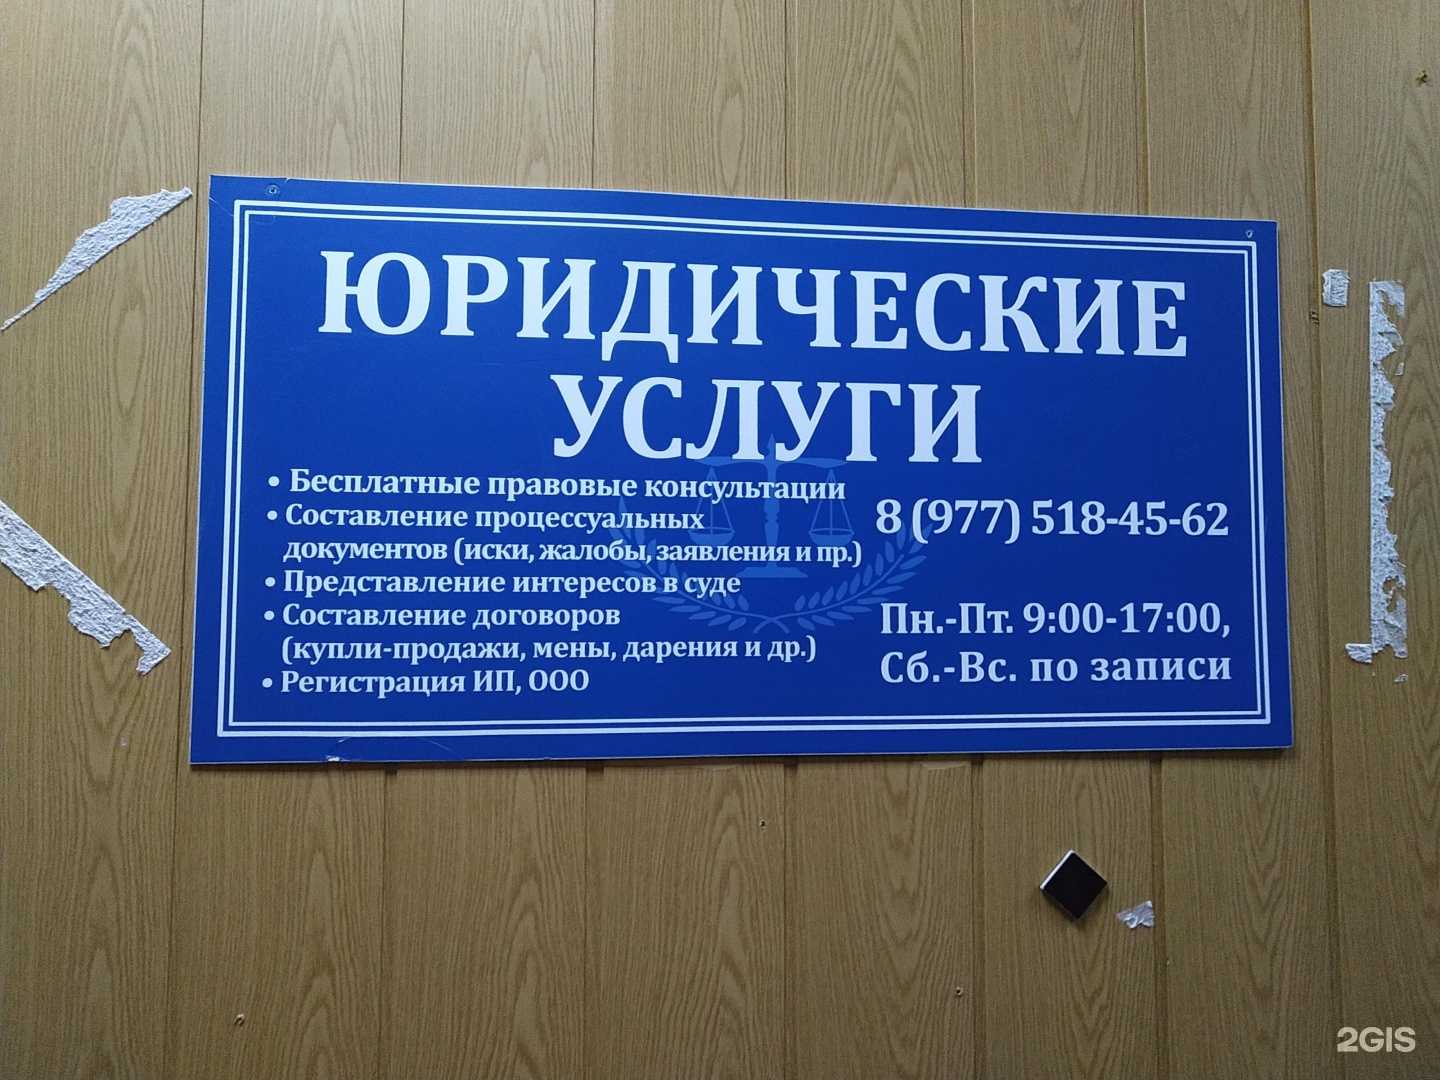 ЮРИДИЧЕСКИЕ
УСЛУГИ
• Бесплатные правовые консультации
• Составление процессуальных
документов (иски, жалобы, заявления и пр.)
• Представление интересов в суде
• Составление договоров
(купли-продажи, мены, дарения и др.)
• Регистрация ИП, ООО
8 (977) 518-45-62
Пн.-Пт. 9:00-17:00,
Сб.-Вс. по записи
2GIS